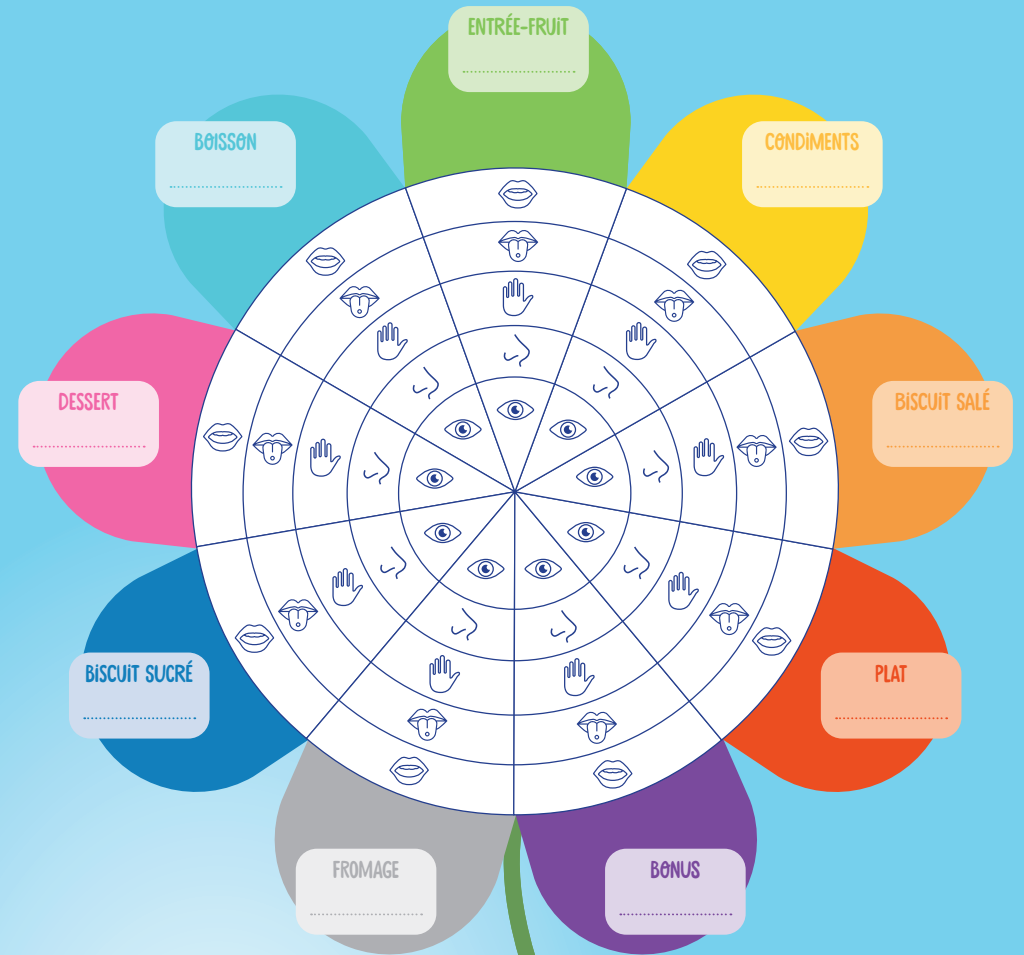 ENTRÉE-FRUiT
BOISSON
CONDiMENTS
DESSERT
BiSCUiT SALÉ
BiSCUiT SUCRÉ
PLAT
FROMAGE
BONUS